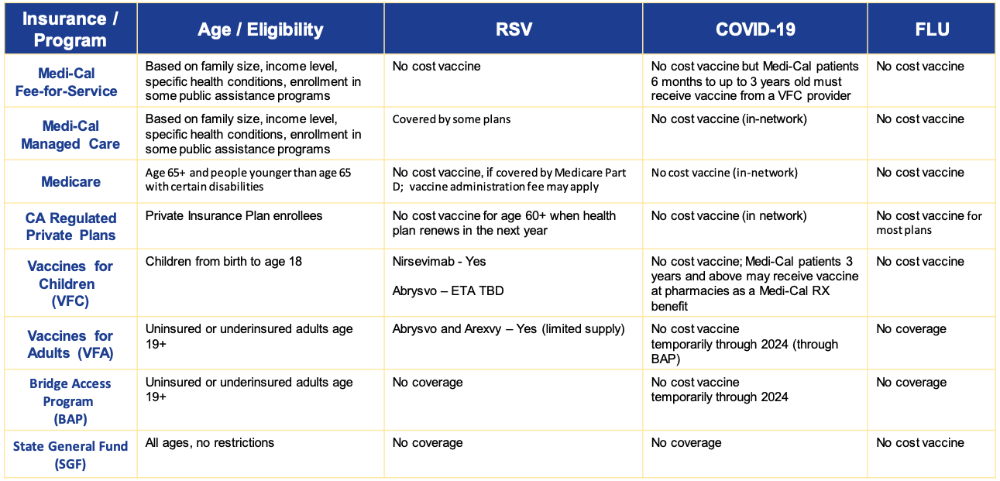 Insurance /
Program
Age / Eligibility
RSV
COVID-19
FLU
Medi-Cal
Fee-for-Service
Based on family size, income level,
specific health conditions, enrollment in
some public assistance programs
No cost vaccine
No cost vaccine but Medi-Cal patients
6 months to up to 3 years old must
receive vaccine from a VFC provider
No cost vaccine
Medi-Cal
Managed Care
Based on family size, income level,
specific health conditions, enrollment in
some public assistance programs
Covered by some plans
No cost vaccine (in-network)
No cost vaccine
Medicare
Age 65+ and people younger than age 65
with certain disabilities
No cost vaccine, if covered by Medicare Part
D; vaccine administration fee may apply
No cost vaccine (in-network)
No cost vaccine
CA Regulated
Private Plans
Private Insurance Plan enrollees
No cost vaccine for age 60+ when health
plan renews in the next year
No cost vaccine (in network)
No cost vaccine for
most plans
Vaccines for
Children
(VFC)
Children from birth to age 18
Nirsevimab - Yes
Abrysvo – ETA TBD
No cost vaccine; Medi-Cal patients 3
years and above may receive vaccine
at pharmacies as a Medi-Cal RX
benefit
No cost vaccine
Vaccines for
Adults (VFA)
Uninsured or underinsured adults age
19+
Abrysvo and Arexvy – Yes (limited supply)
No cost vaccine
temporarily through 2024 (through
BAP)
No coverage
Bridge Access
Program
(BAP)
Uninsured or underinsured adults age
19+
No coverage
No cost vaccine
temporarily through 2024
No coverage
State General Fund
(SGF)
All ages, no restrictions
No coverage
No coverage
No cost vaccine